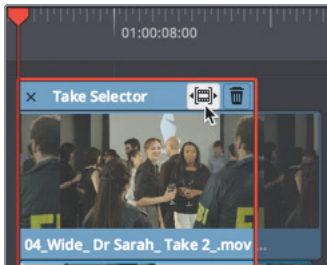 01:00:08:00
× Take Selector
04_Wide_ Dr Sarah_ Take 2_.mov ...